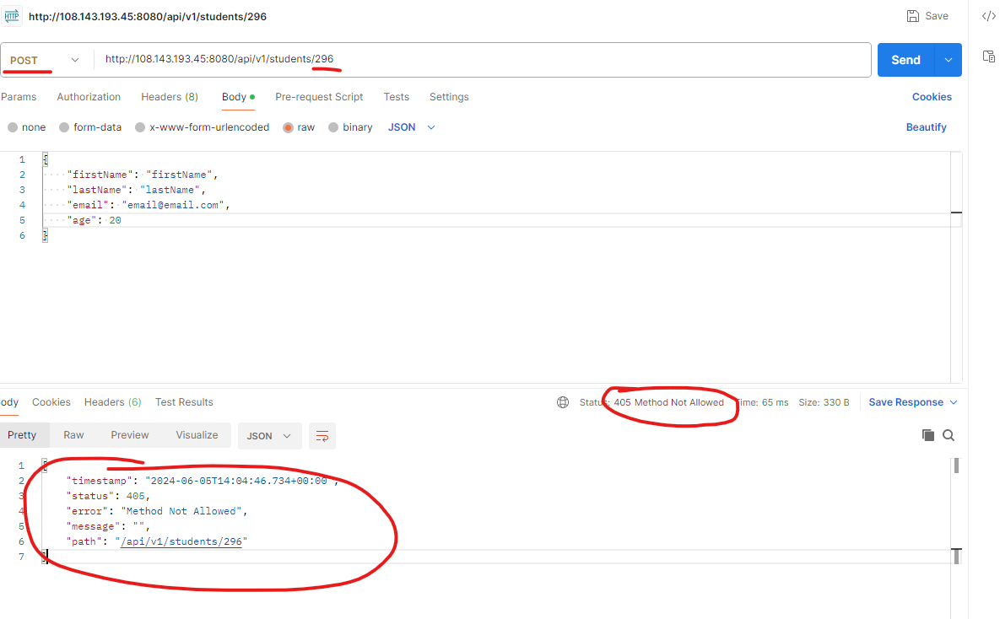 HTTP http://108.143.193.45:8080/api/v1/students/296 Save </>
POST http://108.143.193.45:8080/api/v1/students/296 Send
Params Authorization Headers (8) Body Pre-request Script Tests Settings Cookies
none form-data x-www-form-urlencoded raw binary JSON Beautify
1 {
2 "firstName": "firstName",
3 "lastName": "lastName",
4 "email": "email@email.com",
5 "age": 20
6 }
ody Cookies Headers (6) Test Results Status: 405 Method Not Allowed Time: 65 ms Size: 330 B Save Response
Pretty Raw Preview Visualize JSON
1 {
2 "timestamp": "2024-06-05T14:04:46.734+00:00",
3 "status": 405,
4 "error": "Method Not Allowed",
5 "message": "",
6 "path": "/api/v1/students/296"
7 }